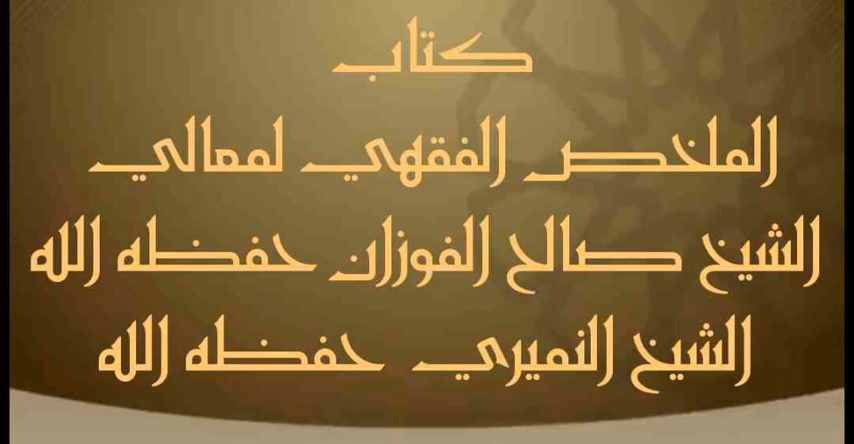 كتاب
الملخص الفقهي لمعالي
الشيخ صالح الفوزان حفظه الله
الشيخ النميري حفظه الله